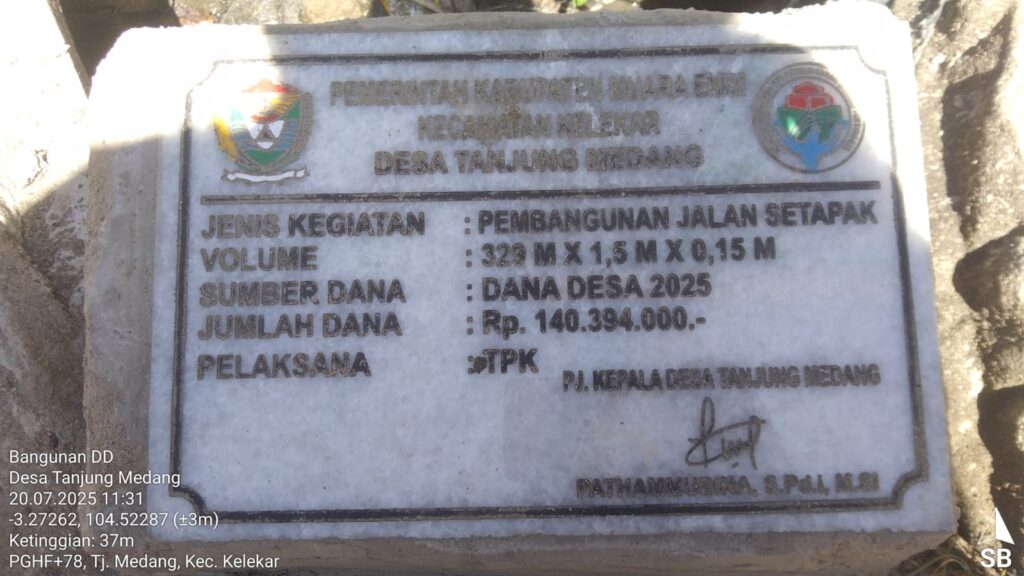 PEMERINTAH KABUPATEN MUARA ENIM
KECAMATAN KELEKAR
DESA TANJUNG MEDANG
JENIS KEGIATAN : PEMBANGUNAN JALAN SETAPAK
VOLUME : 329 M X 1,5 M X 0,15 M
SUMBER DANA : DANA DESA 2025
JUMLAH DANA : Rp. 140.394.000.-
PELAKSANA : TPK
PJ. KEPALA DESA TANJUNG MEDANG
S.Pd.I, M.SI
Bangunan DD
Desa Tanjung Medang
20.07.2025 11:31
-3.27262, 104.52287 (±3m)
Ketinggian: 37m
PGHF+78, Tj. Medang, Kec. Kelekar
SB